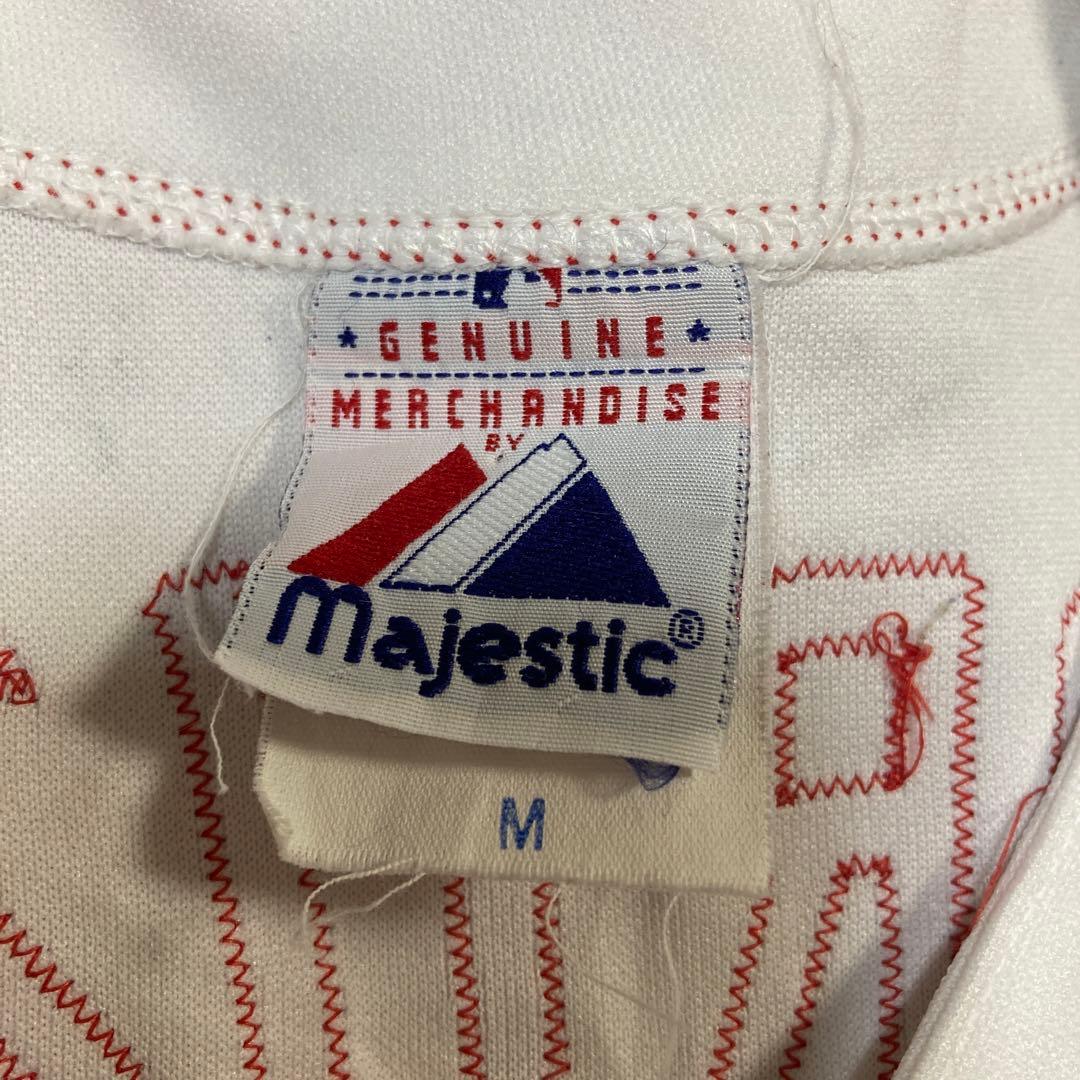 GENUINE
MERCHANDISE
BY
majestic®
M